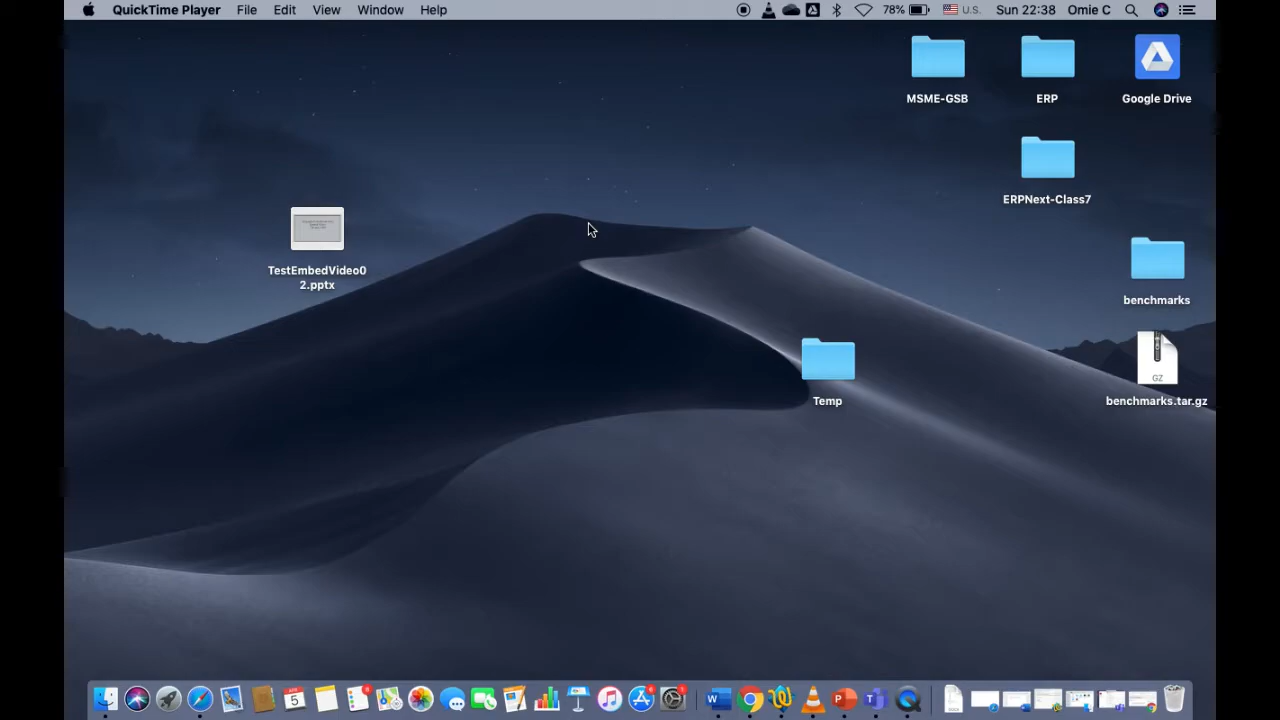 QuickTime Player File Edit View Window Help 78% U.S. Sun 22:38 Omie C
MSME-GSB
ERP
Google Drive
ERPNext-Class7
TestEmbedVideo0
2.pptx
benchmarks
Temp
GZ
benchmarks.tar.gz